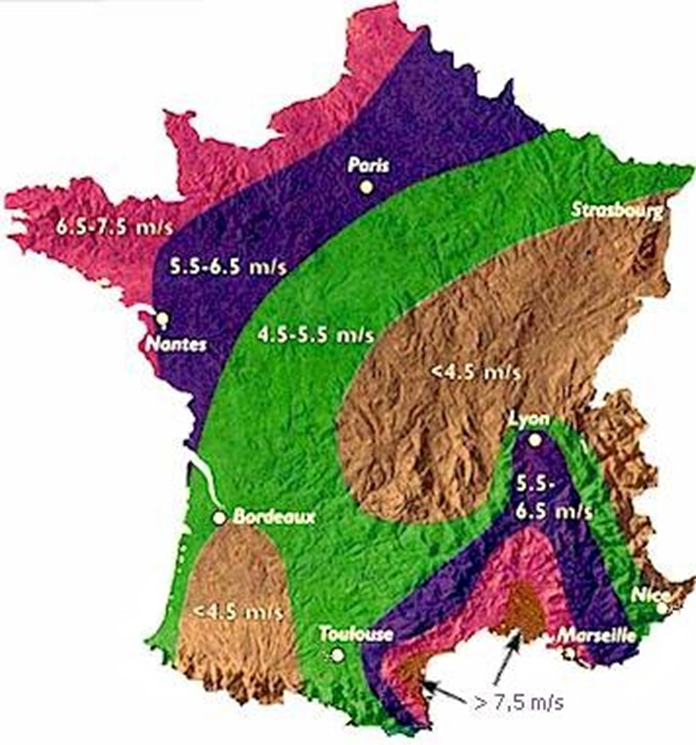 Paris
Strasbourg
6.5-7.5 m/s
5.5-6.5 m/s
Nantes
4.5-5.5 m/s
<4.5 m/s
Lyon
5.5-
6.5 m/s
Bordeaux
<4.5 m/s
Nice
Toulouse
Marseille
> 7,5 m/s